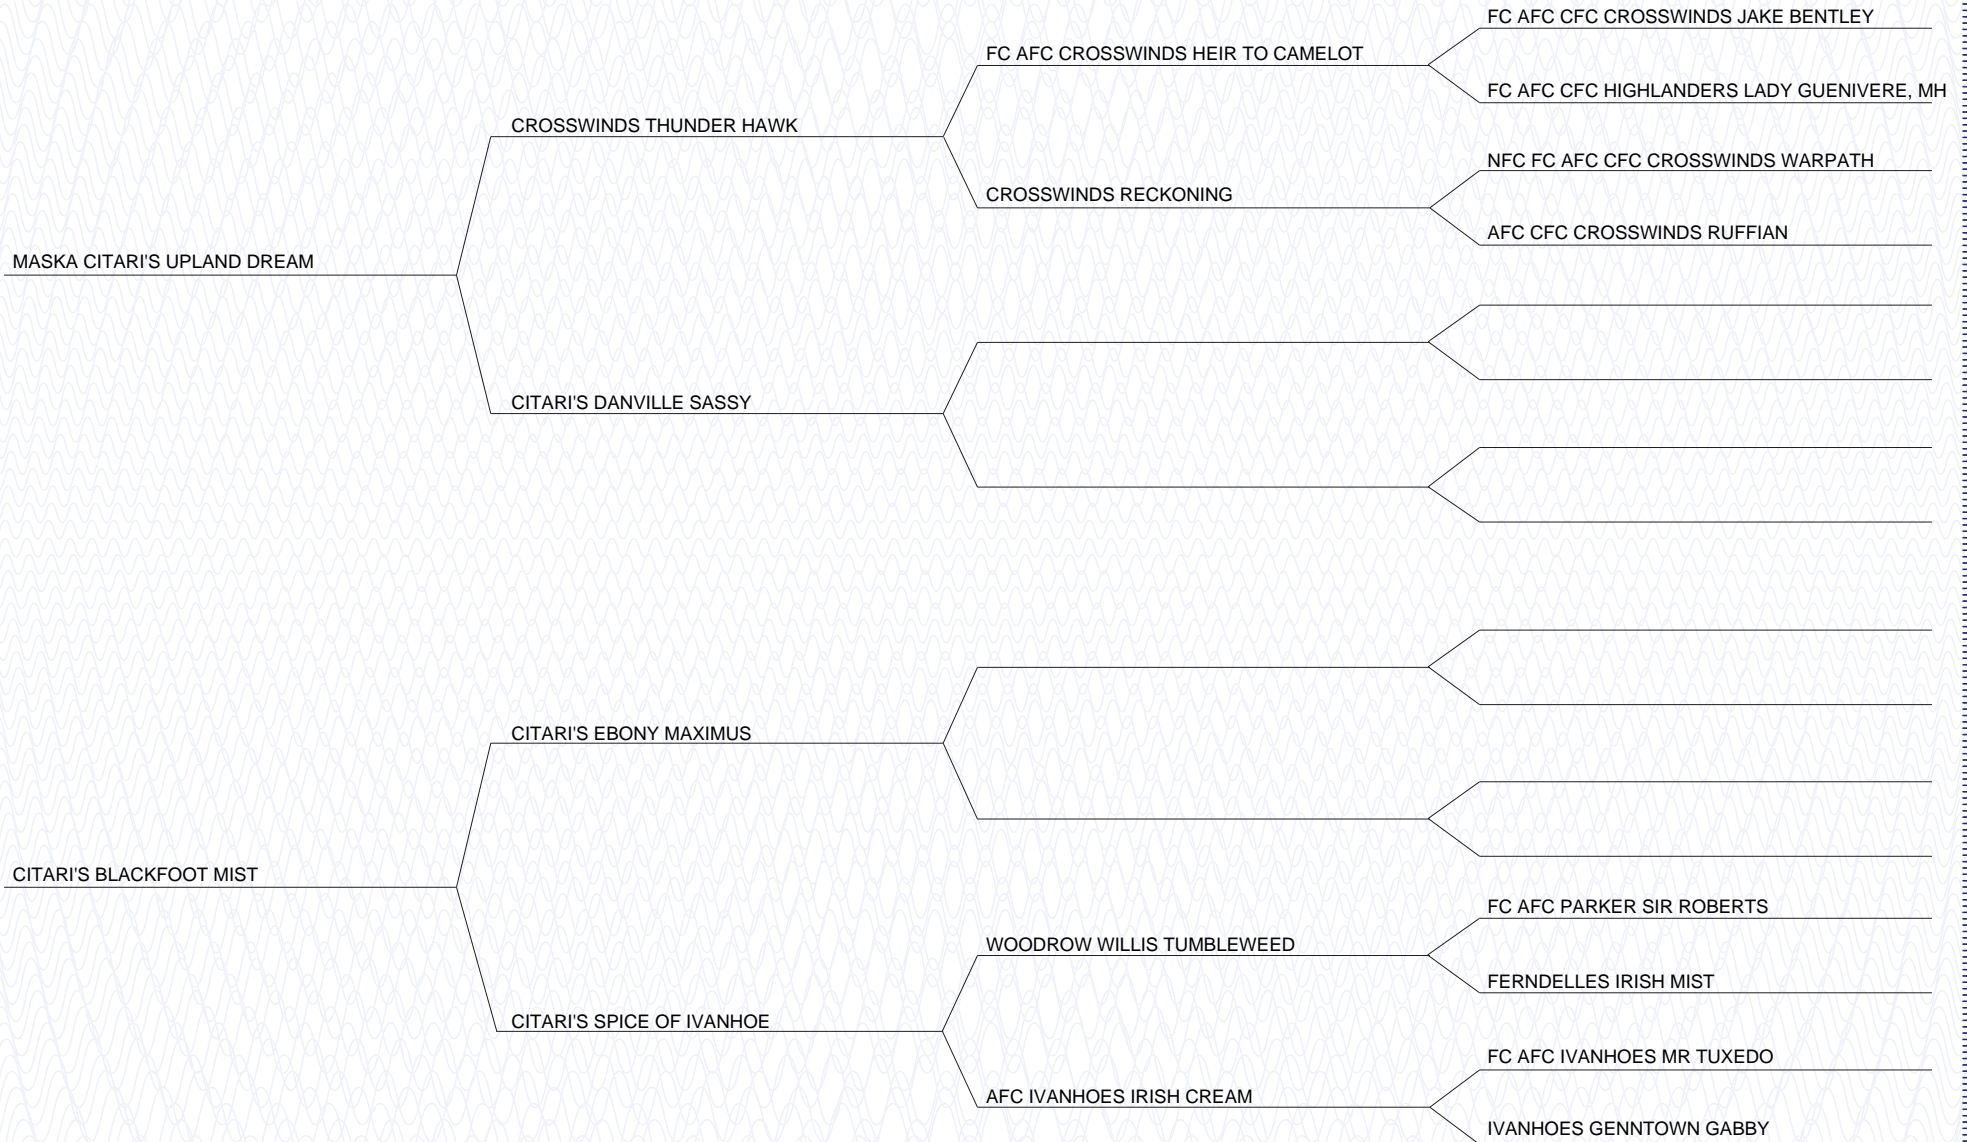 FC AFC CFC CROSSWINDS JAKE BENTLEY
FC AFC CROSSWINDS HEIR TO CAMELOT
FC AFC CFC HIGHLANDERS LADY GUENIVERE, MH
CROSSWINDS THUNDER HAWK
NFC FC AFC CFC CROSSWINDS WARPATH
CROSSWINDS RECKONING
AFC CFC CROSSWINDS RUFFIAN
MASKA CITARI'S UPLAND DREAM
CITARI'S DANVILLE SASSY
CITARI'S EBONY MAXIMUS
CITARI'S BLACKFOOT MIST
FC AFC PARKER SIR ROBERTS
WOODROW WILLIS TUMBLEWEED
FERNDELLES IRISH MIST
CITARI'S SPICE OF IVANHOE
FC AFC IVANHOES MR TUXEDO
AFC IVANHOES IRISH CREAM
IVANHOES GENNTOWN GABBY